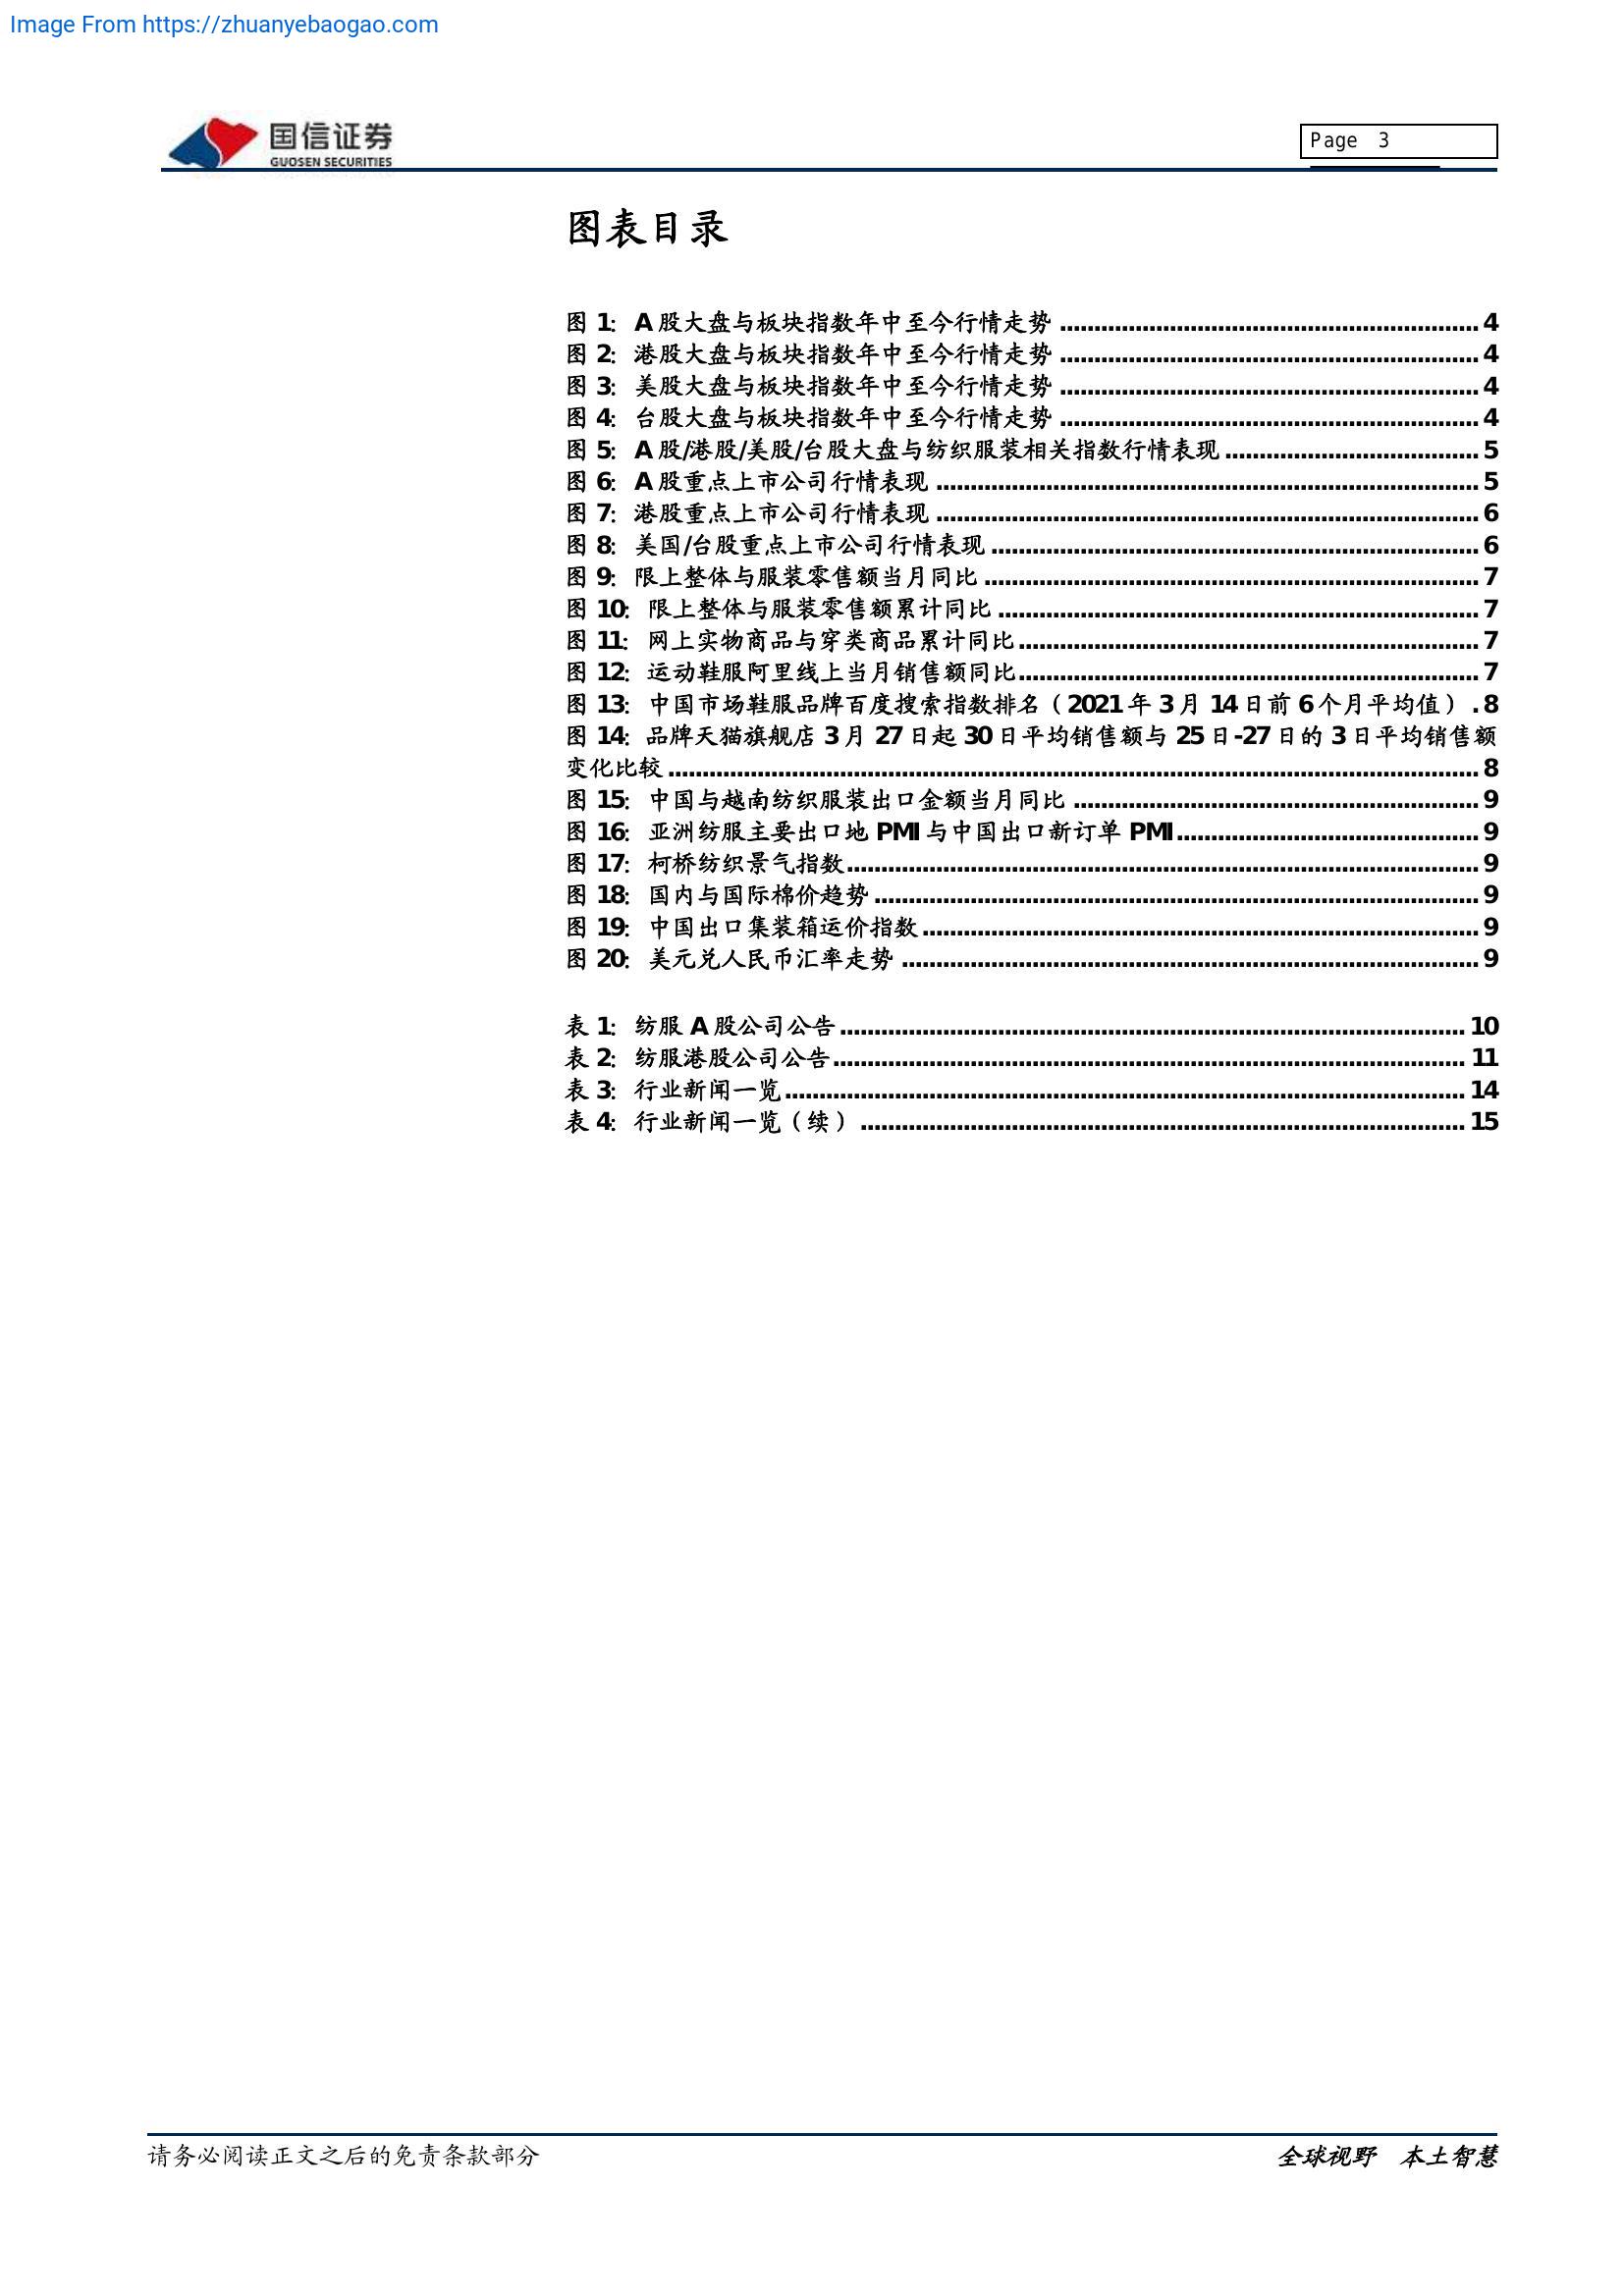 Image From https://zhuanyebaogao.com
国信证券
GUOSEN SECURITIES
Page 3
图表目录
图 1: A 股大盘与板块指数年中至今行情走势 ............................................................. 4
图 2: 港股大盘与板块指数年中至今行情走势 ............................................................. 4
图 3: 美股大盘与板块指数年中至今行情走势 ............................................................. 4
图 4: 台股大盘与板块指数年中至今行情走势 ............................................................. 4
图 5: A 股/港股/美股/台股大盘与纺织服装相关指数行情表现 ..................................... 5
图 6: A 股重点上市公司行情表现 ............................................................................... 5
图 7: 港股重点上市公司行情表现 ............................................................................... 6
图 8: 美国/台股重点上市公司行情表现 ....................................................................... 6
图 9: 限上整体与服装零售额当月同比 ........................................................................ 7
图 10: 限上整体与服装零售额累计同比 ...................................................................... 7
图 11: 网上实物商品与穿类商品累计同比................................................................... 7
图 12: 运动鞋服阿里线上当月销售额同比................................................................... 7
图 13: 中国市场鞋服品牌百度搜索指数排名（2021 年 3 月 14 日前 6 个月平均值） . 8
图 14: 品牌天猫旗舰店 3 月 27 日起 30 日平均销售额与 25 日-27 日的 3 日平均销售额
变化比较 ...................................................................................................................... 8
图 15: 中国与越南纺织服装出口金额当月同比 ........................................................... 9
图 16: 亚洲纺服主要出口地 PMI 与中国出口新订单 PMI............................................ 9
图 17: 柯桥纺织景气指数............................................................................................ 9
图 18: 国内与国际棉价趋势 ........................................................................................ 9
图 19: 中国出口集装箱运价指数 ................................................................................. 9
图 20: 美元兑人民币汇率走势 .................................................................................... 9
表 1: 纺服 A 股公司公告 ........................................................................................... 10
表 2: 纺服港股公司公告............................................................................................ 11
表 3: 行业新闻一览 ................................................................................................... 14
表 4: 行业新闻一览（续） ........................................................................................ 15
请务必阅读正文之后的免责条款部分
全球视野 本土智慧